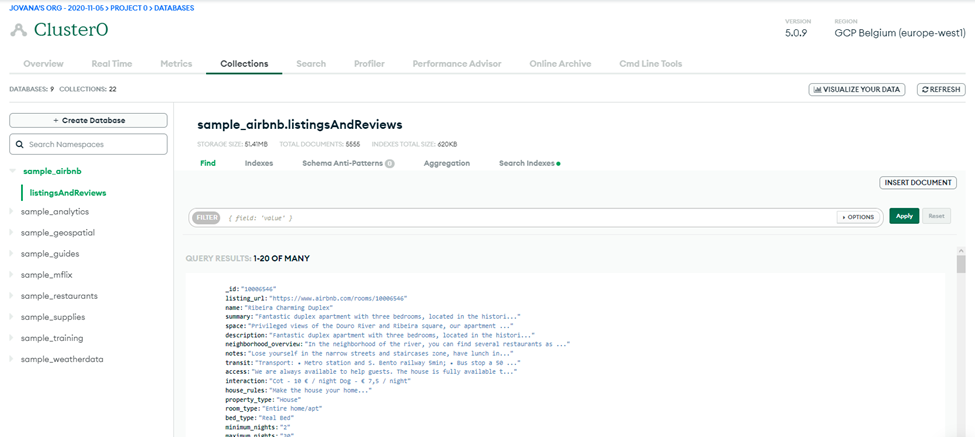 JOVANA'S ORG - 2020-11-05 > PROJECT 0 > DATABASES
Cluster0
VERSION
5.0.9
REGION
GCP Belgium (europe-west1)
Overview Real Time Metrics Collections Search Profiler Performance Advisor Online Archive Cmd Line Tools
DATABASES: 9 COLLECTIONS: 22
VISUALIZE YOUR DATA
REFRESH
+ Create Database
Search Namespaces
sample_airbnb
listingsAndReviews
sample_analytics
sample_geospatial
sample_guides
sample_mflix
sample_restaurants
sample_supplies
sample_training
sample_weatherdata
sample_airbnb.listingsAndReviews
STORAGE SIZE: 51.41MB TOTAL DOCUMENTS: 5555 INDEXES TOTAL SIZE: 620KB
Find Indexes Schema Anti-Patterns 0 Aggregation Search Indexes
INSERT DOCUMENT
FILTER { field: 'value' } OPTIONS Apply Reset
QUERY RESULTS: 1-20 OF MANY
_id: "10006546"
listing_url: "https://www.airbnb.com/rooms/10006546"
name: "Ribeira Charming Duplex"
summary: "Fantastic duplex apartment with three bedrooms, located in the histori..."
space: "Privileged views of the Douro River and Ribeira square, our apartment ..."
description: "Fantastic duplex apartment with three bedrooms, located in the histori..."
neighborhood_overview: "In the neighborhood of the river, you can find several restaurants as ..."
notes: "Lose yourself in the narrow streets and staircases zone, have lunch in..."
transit: "Transport: • Metro station and S. Bento railway 5min; • Bus stop a 50 ..."
access: "We are always available to help guests. The house is fully available t..."
interaction: "Cot - 10 € / night Dog - € 7,5 / night"
house_rules: "Make the house your home..."
property_type: "House"
room_type: "Entire home/apt"
bed_type: "Real Bed"
minimum_nights: "2"
maximum_nights: "30"